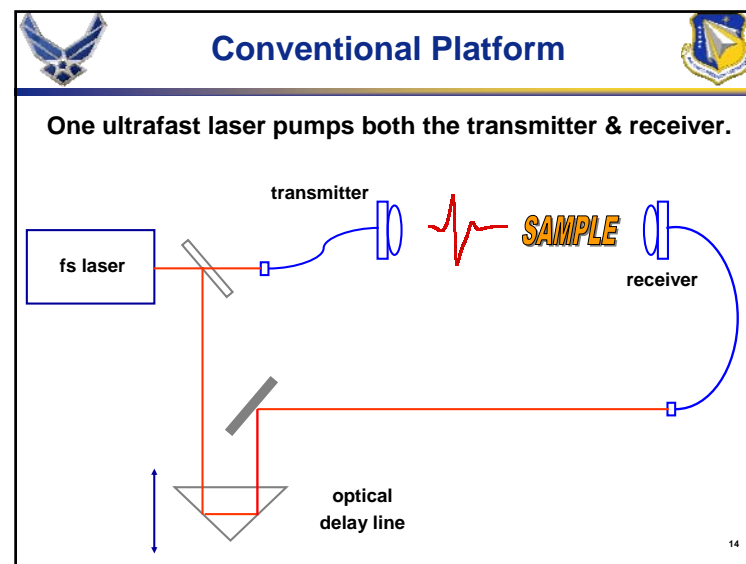 Conventional Platform
One ultrafast laser pumps both the transmitter & receiver.
transmitter
SAMPLE
fs laser
receiver
optical
delay line
14